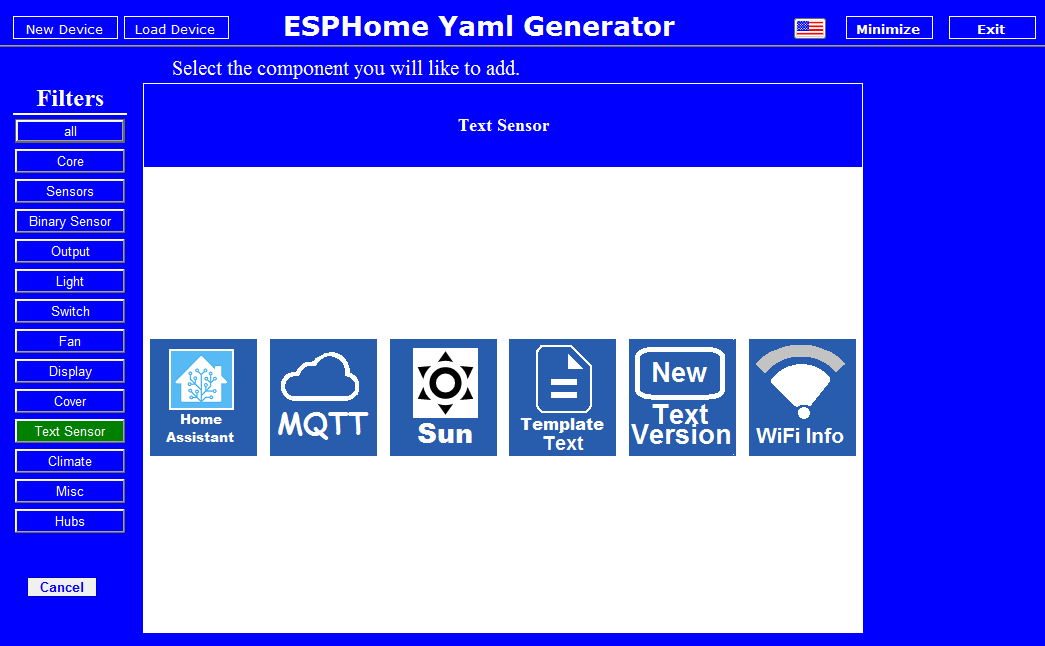 New Device
Load Device
ESPHome Yaml Generator
Minimize
Exit
Select the component you will like to add.
Filters
all
Core
Sensors
Binary Sensor
Output
Light
Switch
Fan
Display
Cover
Text Sensor
Climate
Misc
Hubs
Cancel
Text Sensor
Home
Assistant
MQTT
Sun
Template
Text
New
Text
Version
WiFi Info